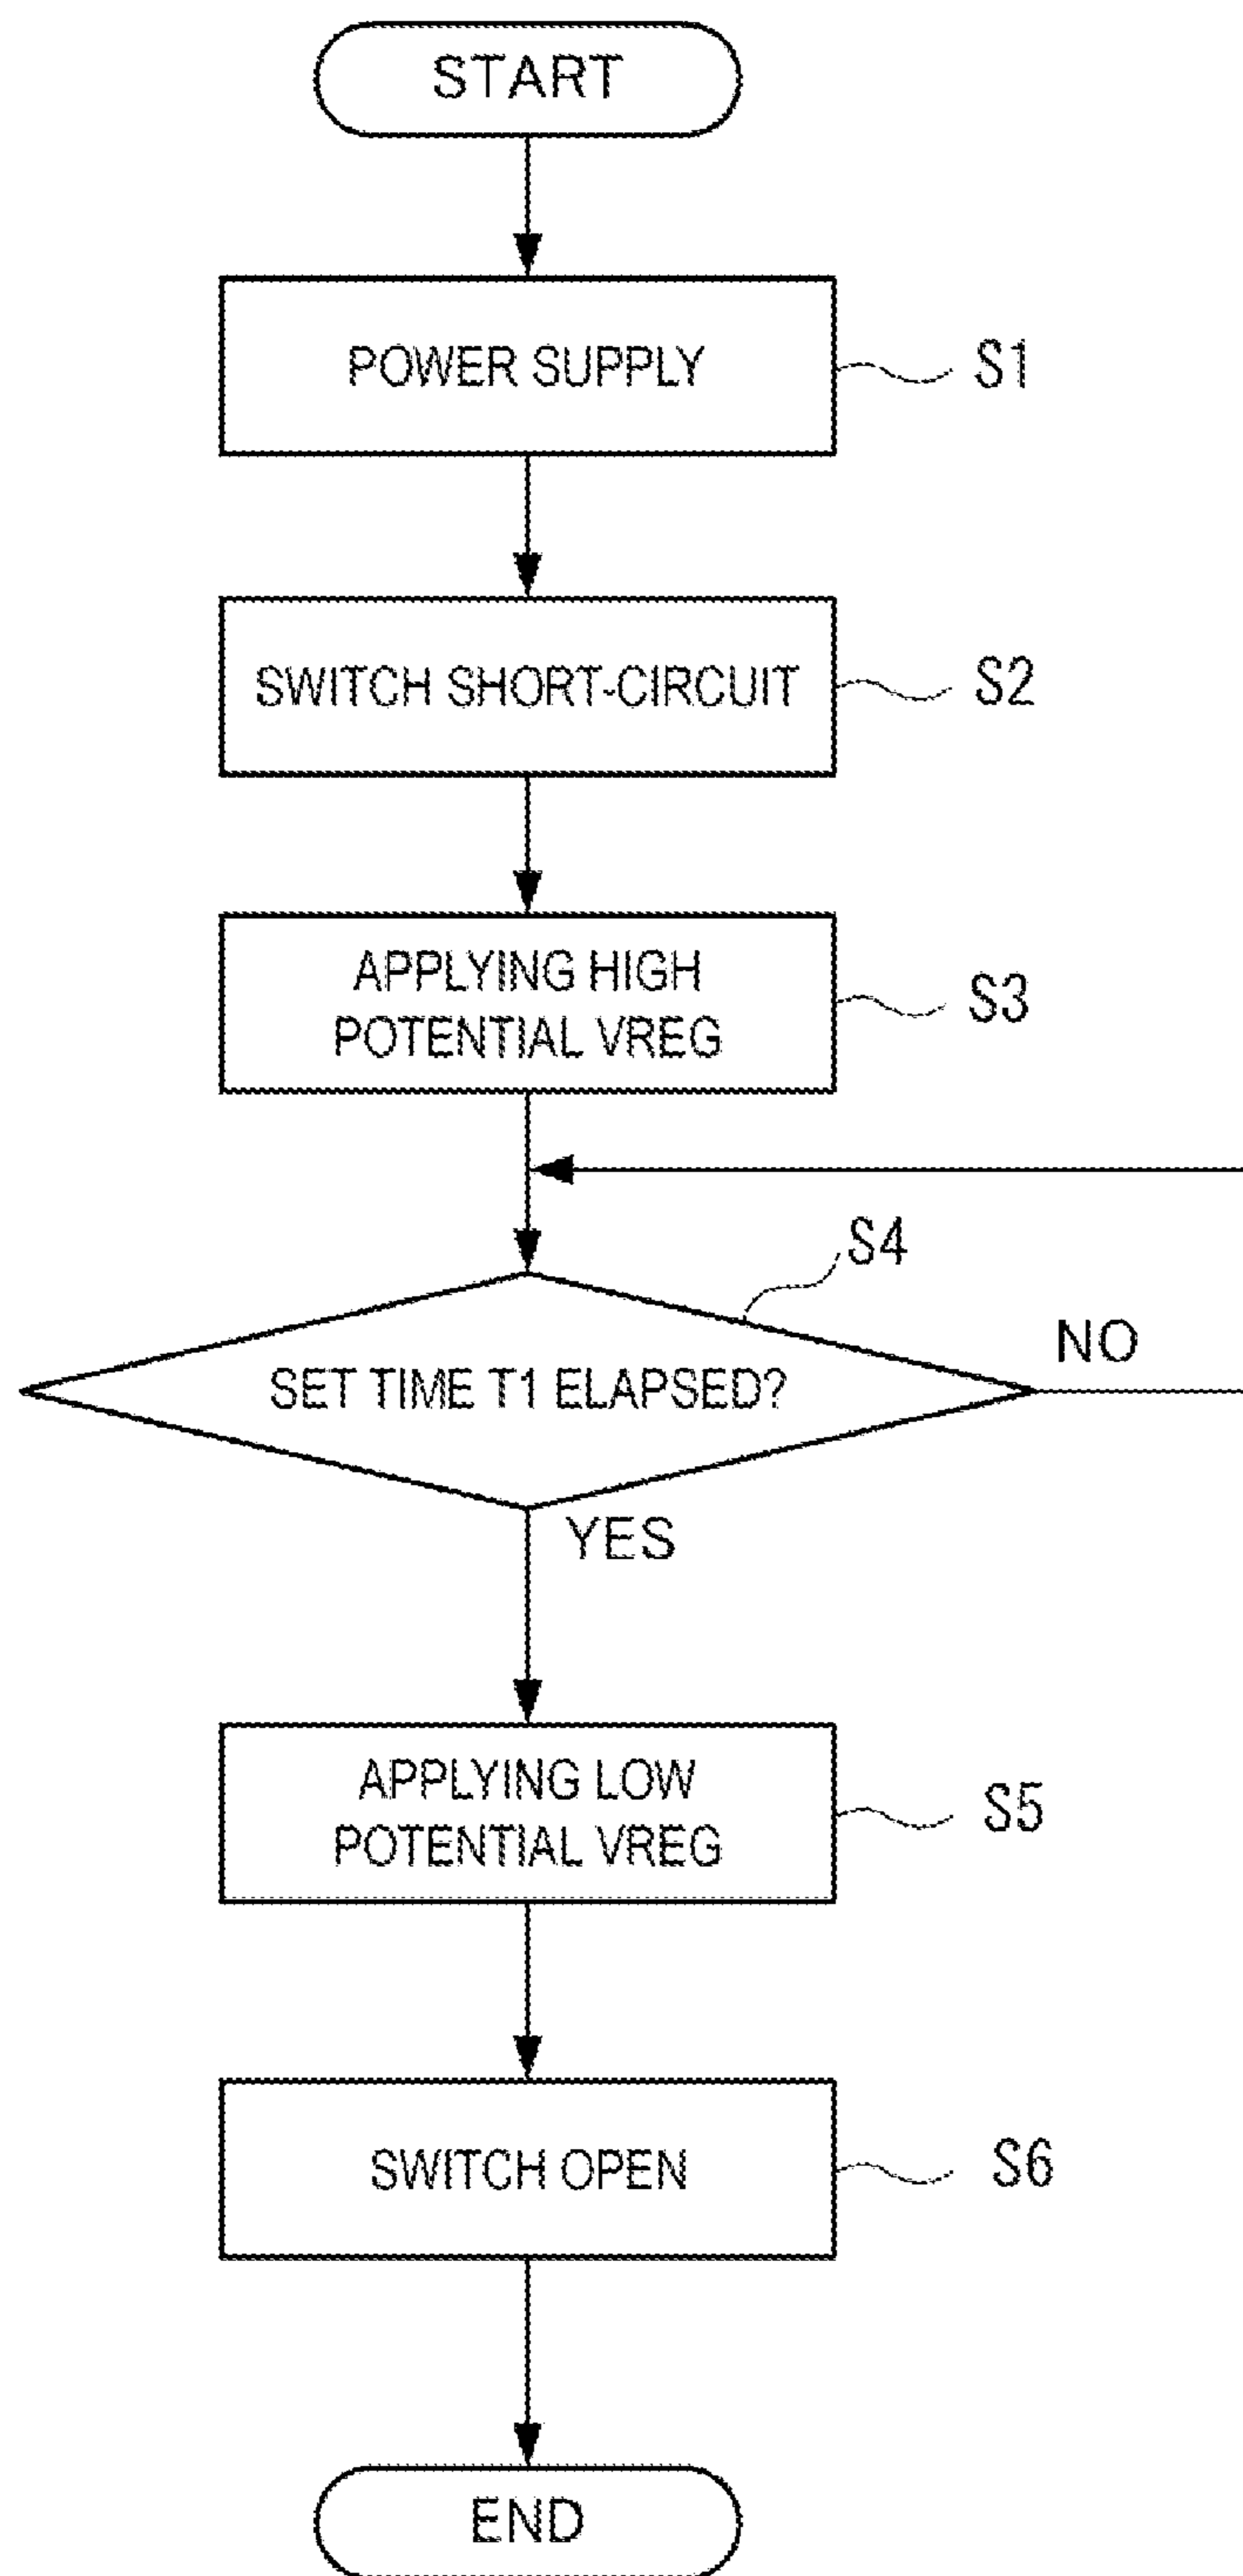 START
POWER SUPPLY
S1
SWITCH SHORT-CIRCUIT
S2
APPLYING HIGH
POTENTIAL VREG
S3
S4
SET TIME T1 ELAPSED?
NO
YES
APPLYING LOW
POTENTIAL VREG
S5
SWITCH OPEN
S6
END